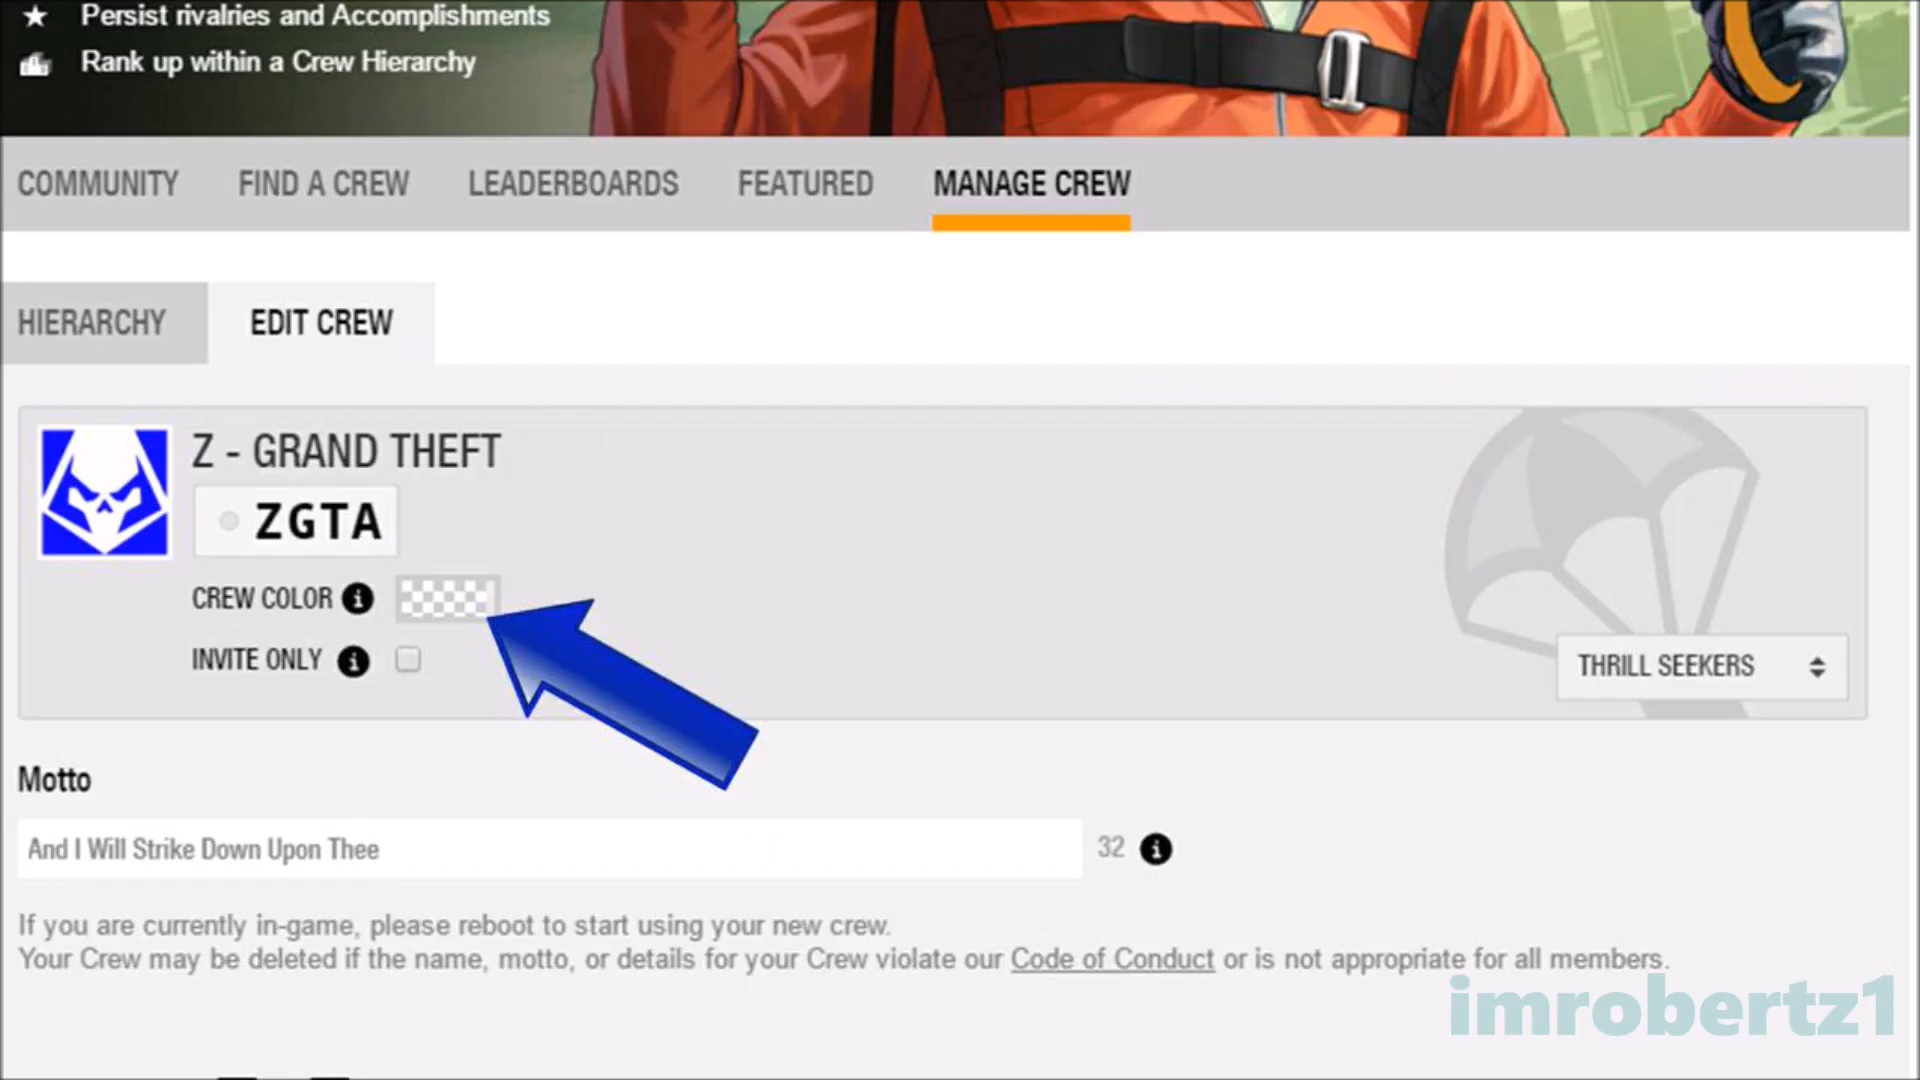 Persist rivalries and Accomplishments
Rank up within a Crew Hierarchy
COMMUNITY FIND A CREW LEADERBOARDS FEATURED MANAGE CREW
HIERARCHY EDIT CREW
Z - GRAND THEFT
ZGTA
CREW COLOR
INVITE ONLY
THRILL SEEKERS
Motto
And I Will Strike Down Upon Thee 32
If you are currently in-game, please reboot to start using your new crew.
Your Crew may be deleted if the name, motto, or details for your Crew violate our Code of Conduct or is not appropriate for all members.
imrobertz1